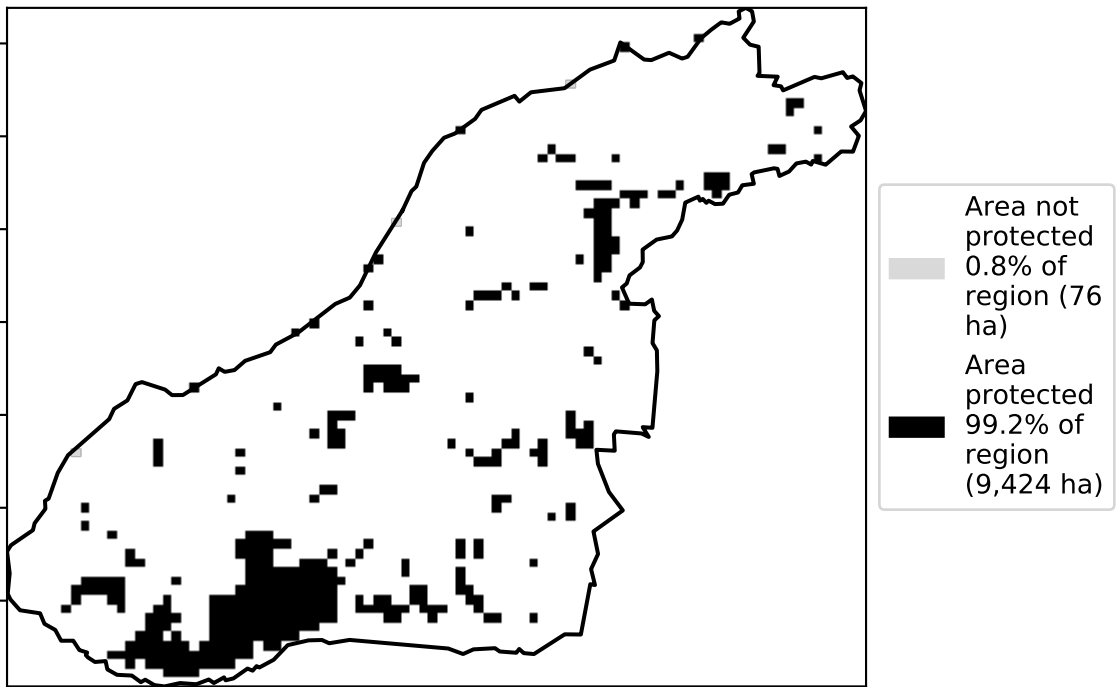 Area not
protected
0.8% of
region (76
ha)
Area
protected
99.2% of
region
(9,424 ha)